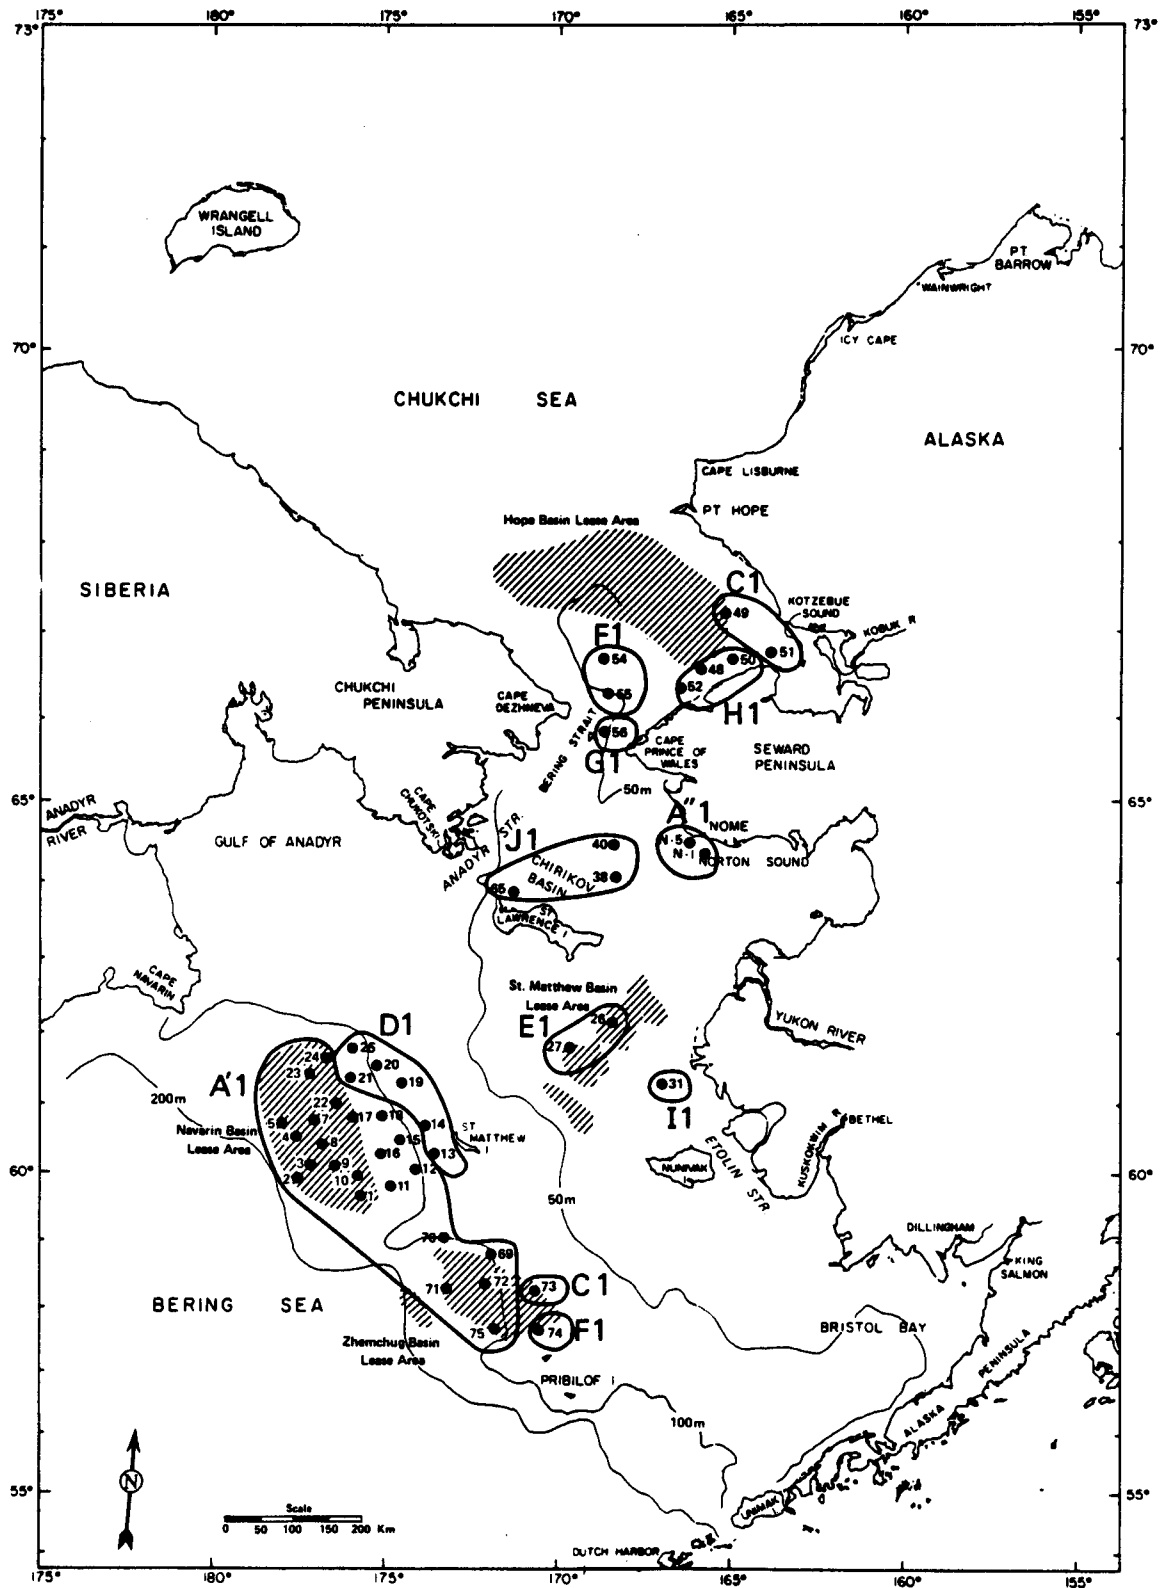 175° 180° 175° 170° 165° 160° 155°
73° 73°
WRANGELL
ISLAND
PT
BARROW
WAINWRIGHT
ICY CAPE
70° 70°
CHUKCHI SEA
ALASKA
CAPE LISBURNE
PT HOPE
Hope Basin Lease Area
SIBERIA
C1
49
KOTZEBUE
SOUND
KOBUK R
F1
54
50
51
48
52
55
CHUKCHI
PENINSULA
CAPE
DEZHNEVA
H1
56
G1
BERING STRAIT
CAPE
PRINCE OF
WALES
SEWARD
PENINSULA
50m
65° 65°
ANADYR
RIVER
GULF OF ANADYR
CAPE
CHUKOTSKI
ANADYR STR.
A"1
NOME
N-5
N-1
NORTON SOUND
J1
40
38
65
CHIRIKOV
BASIN
ST
LAWRENCE I
CAPE
NAVARIN
St. Matthew Basin
Lease Area
E1
26
27
YUKON RIVER
D1
25
24
20
23
21
19
A'1
31
I1
22
200m
5
7
17
18
14
ST
MATTHEW
I
Navarin Basin
Lease Area
4
8
15
13
16
3
9
12
2
10
11
1
BETHEL
KUSKOKWIM R
ETOLIN STR
NUNIVAK
I
60° 60°
50m
DILLINGHAM
KING
SALMON
70
69
71
72
73
C1
75
74
F1
BERING SEA
BRISTOL BAY
Zhemchug Basin
Lease Area
PRIBILOF I
ALASKA PENINSULA
100m
N
55° 55°
UNIMAK
Scale
0 50 100 150 200 Km
DUTCH HARBOR
175° 180° 175° 170° 165° 160° 155°